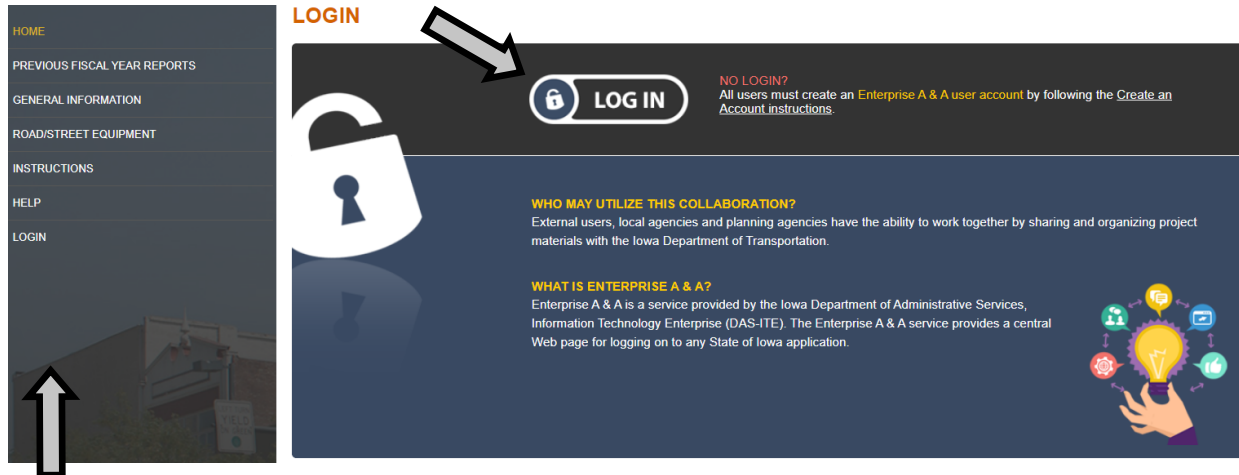 HOME
PREVIOUS FISCAL YEAR REPORTS
GENERAL INFORMATION
ROAD/STREET EQUIPMENT
INSTRUCTIONS
HELP
LOGIN
YIELD
LOGIN
LOG IN
NO LOGIN?
All users must create an Enterprise A & A user account by following the Create an
Account instructions.
WHO MAY UTILIZE THIS COLLABORATION?
External users, local agencies and planning agencies have the ability to work together by sharing and organizing project
materials with the Iowa Department of Transportation.
WHAT IS ENTERPRISE A & A?
Enterprise A & A is a service provided by the Iowa Department of Administrative Services,
Information Technology Enterprise (DAS-ITE). The Enterprise A & A service provides a central
Web page for logging on to any State of Iowa application.